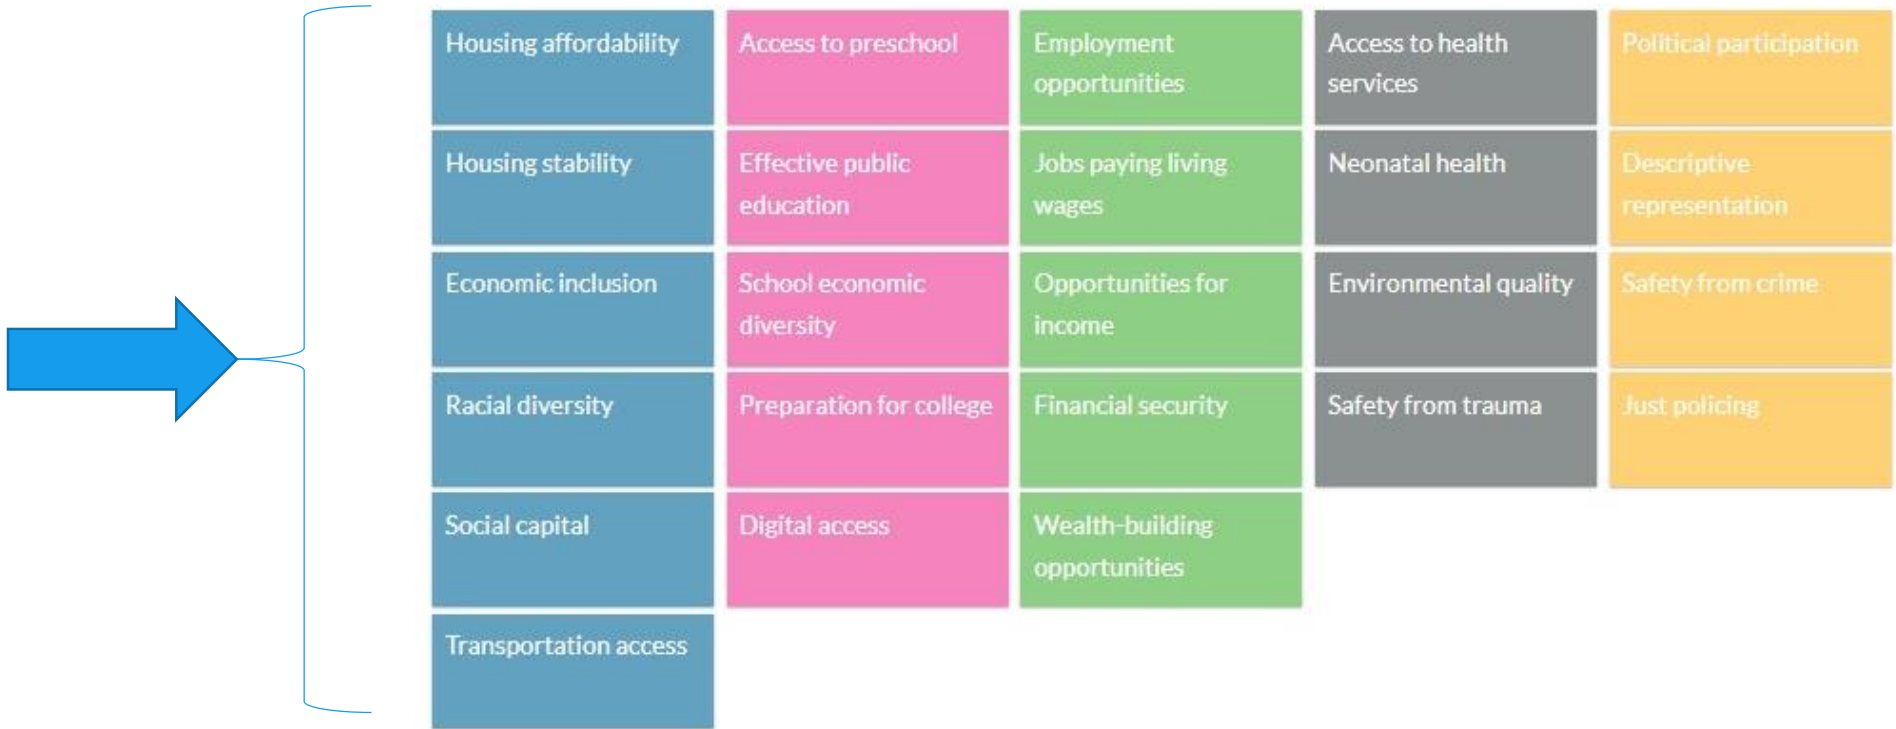 Housing affordability
Access to preschool
Employment
opportunities
Access to health
services
Political participation
Housing stability
Effective public
education
Jobs paying living
wages
Neonatal health
Descriptive
representation
Economic inclusion
School economic
diversity
Opportunities for
income
Environmental quality
Safety from crime
Racial diversity
Preparation for college
Financial security
Safety from trauma
Just policing
Social capital
Digital access
Wealth-building
opportunities
Transportation access